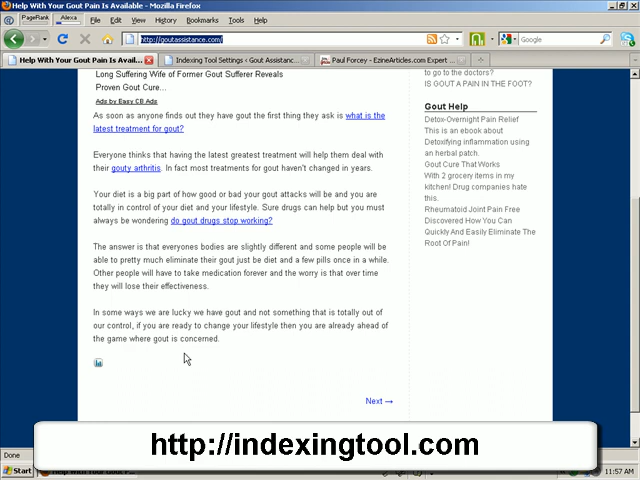 Help With Your Gout Pain Is Available - Mozilla Firefox
File Edit View History Bookmarks Tools Help
PageRank Alexa
http://goutassistance.com/
Google
Help With Your Gout Pain Is Avail... Indexing Tool Settings ‹ Gout Assistanc... Paul Forcey - EzineArticles.com Expert ...
Long Suffering Wife of Former Gout Sufferer Reveals
Proven Gout Cure...
Ads by Easy CB Ads
As soon as anyone finds out they have gout the first thing they ask is what is the
latest treatment for gout?
Everyone thinks that having the latest greatest treatment will help them deal with
their gouty arthritis. In fact most treatments for gout haven't changed in years.
Your diet is a big part of how good or bad your gout attacks will be and you are
totally in control of your diet and your lifestyle. Sure drugs can help but you must
always be wondering do gout drugs stop working?
The answer is that everyones bodies are slightly different and some people will be
able to pretty much eliminate their gout just be diet and a few pills once in a while.
Other people will have to take medication forever and the worry is that over time
they will lose their effectiveness.
In some ways we are lucky we have gout and not something that is totally out of
our control, if you are ready to change your lifestyle then you are already ahead of
the game where gout is concerned.
Next →
to go to the doctors?
IS GOUT A PAIN IN THE FOOT?
Gout Help
Detox-Overnight Pain Relief
This is an ebook about
Detoxifying inflammation using
an herbal patch.
Gout Cure That Works
With 2 grocery items in my
kitchen! Drug companies hate
this.
Rheumatoid Joint Pain Free
Discovered How You Can
Quickly And Easily Eliminate The
Root Of Pain!
http://indexingtool.com
Done
Start
Help With Your Gout P...
11:57 AM